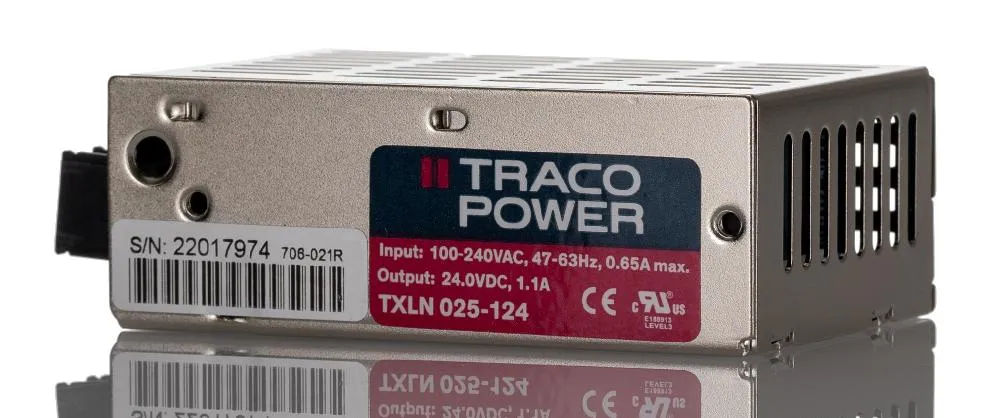 TRACO
POWER
S/N: 22017974 706-021R
Input: 100-240VAC, 47-63Hz, 0.65A max.
Output: 24.0VDC, 1.1A
TXLN 025-124
CE
c RU US
E188913
LEVEL3